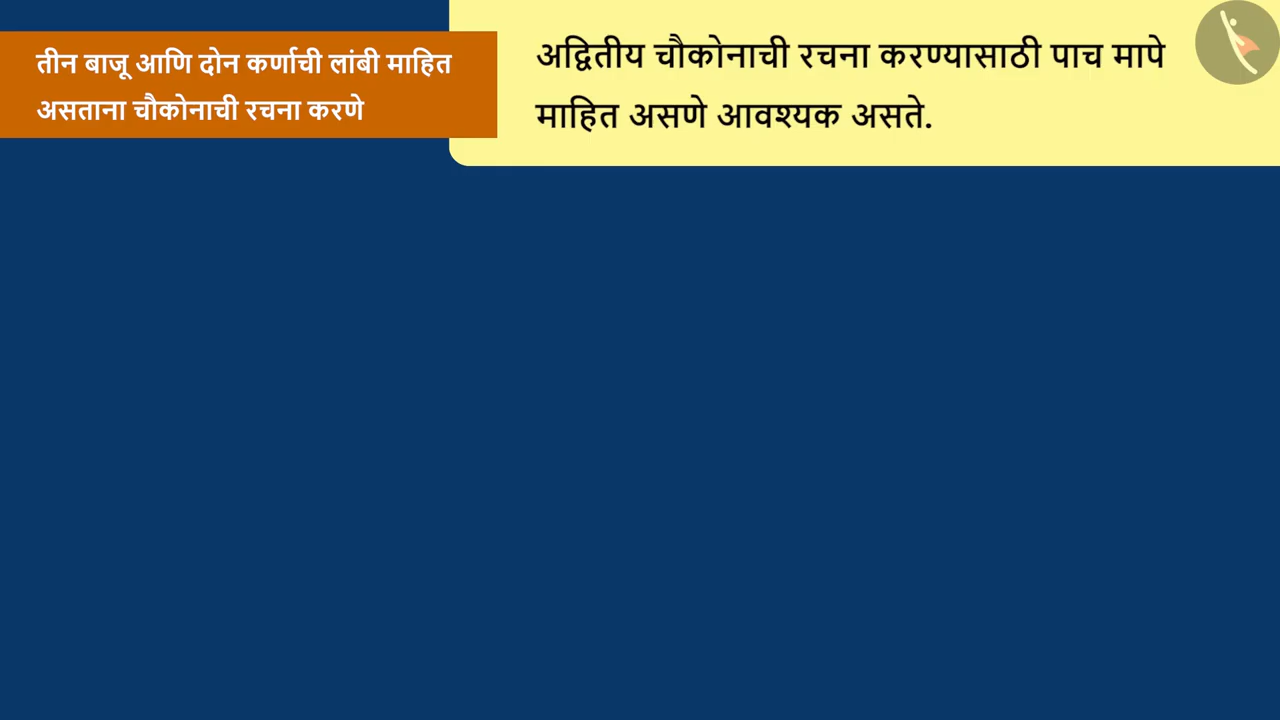 तीन बाजू आणि दोन कर्णाची लांबी माहित
असताना चौकोनाची रचना करणे
अद्वितीय चौकोनाची रचना करण्यासाठी पाच मापे
माहित असणे आवश्यक असते.